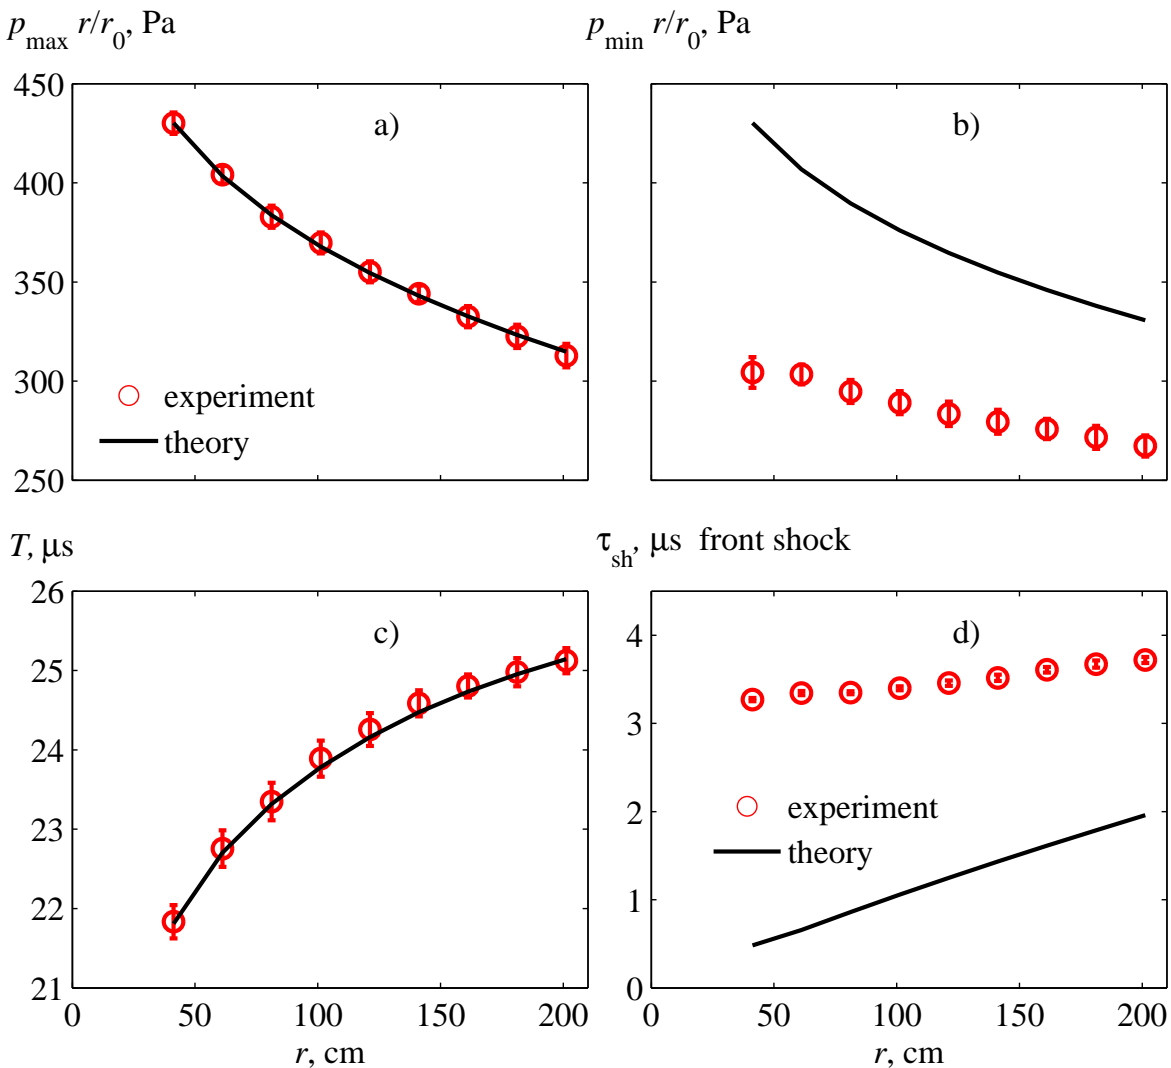 p_max r/r_0, Pa
p_min r/r_0, Pa
450
400
350
300
250
a)
b)
experiment
theory
T, μs
τ_sh, μs front shock
26
25
24
23
22
21
c)
4
3
2
1
0
d)
experiment
theory
0 50 100 150 200
0 50 100 150 200
r, cm
r, cm